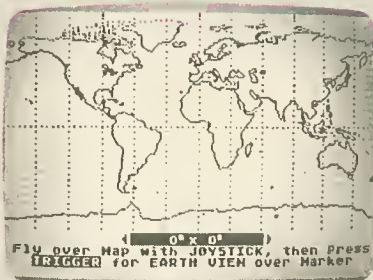 0° x 0°
Fly over Map with JOYSTICK, then Press
TRIGGER for EARTH VIEW over Marker